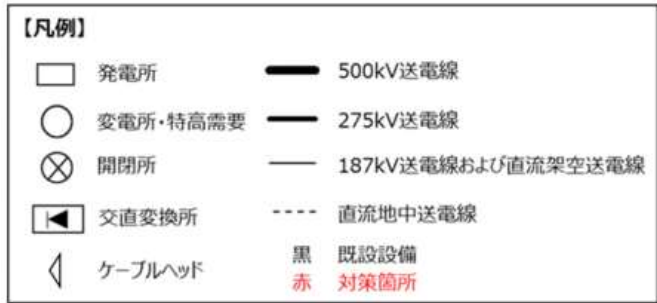 【凡例】
発電所 500kV送電線
変電所・特高需要 275kV送電線
開閉所 187kV送電線および直流架空送電線
交直変換所 直流地中送電線
ケーブルヘッド 黒 既設設備
赤 対策箇所